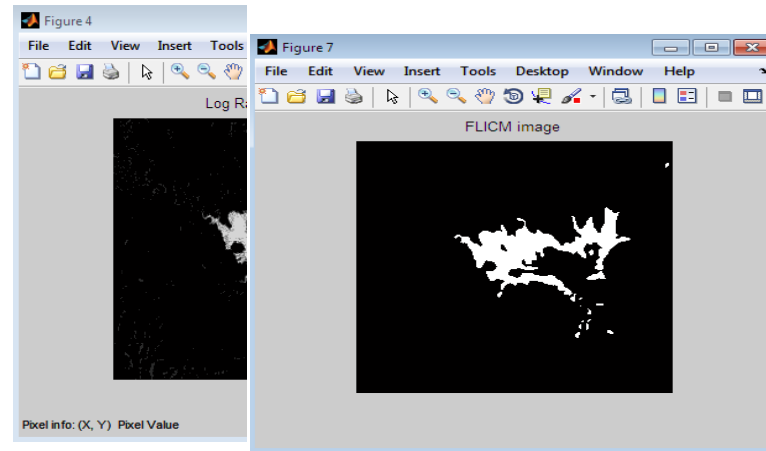 Figure 4
File Edit View Insert Tools
Log Ra
Pixel info: (X, Y) Pixel Value
Figure 7
File Edit View Insert Tools Desktop Window Help
FLICM image